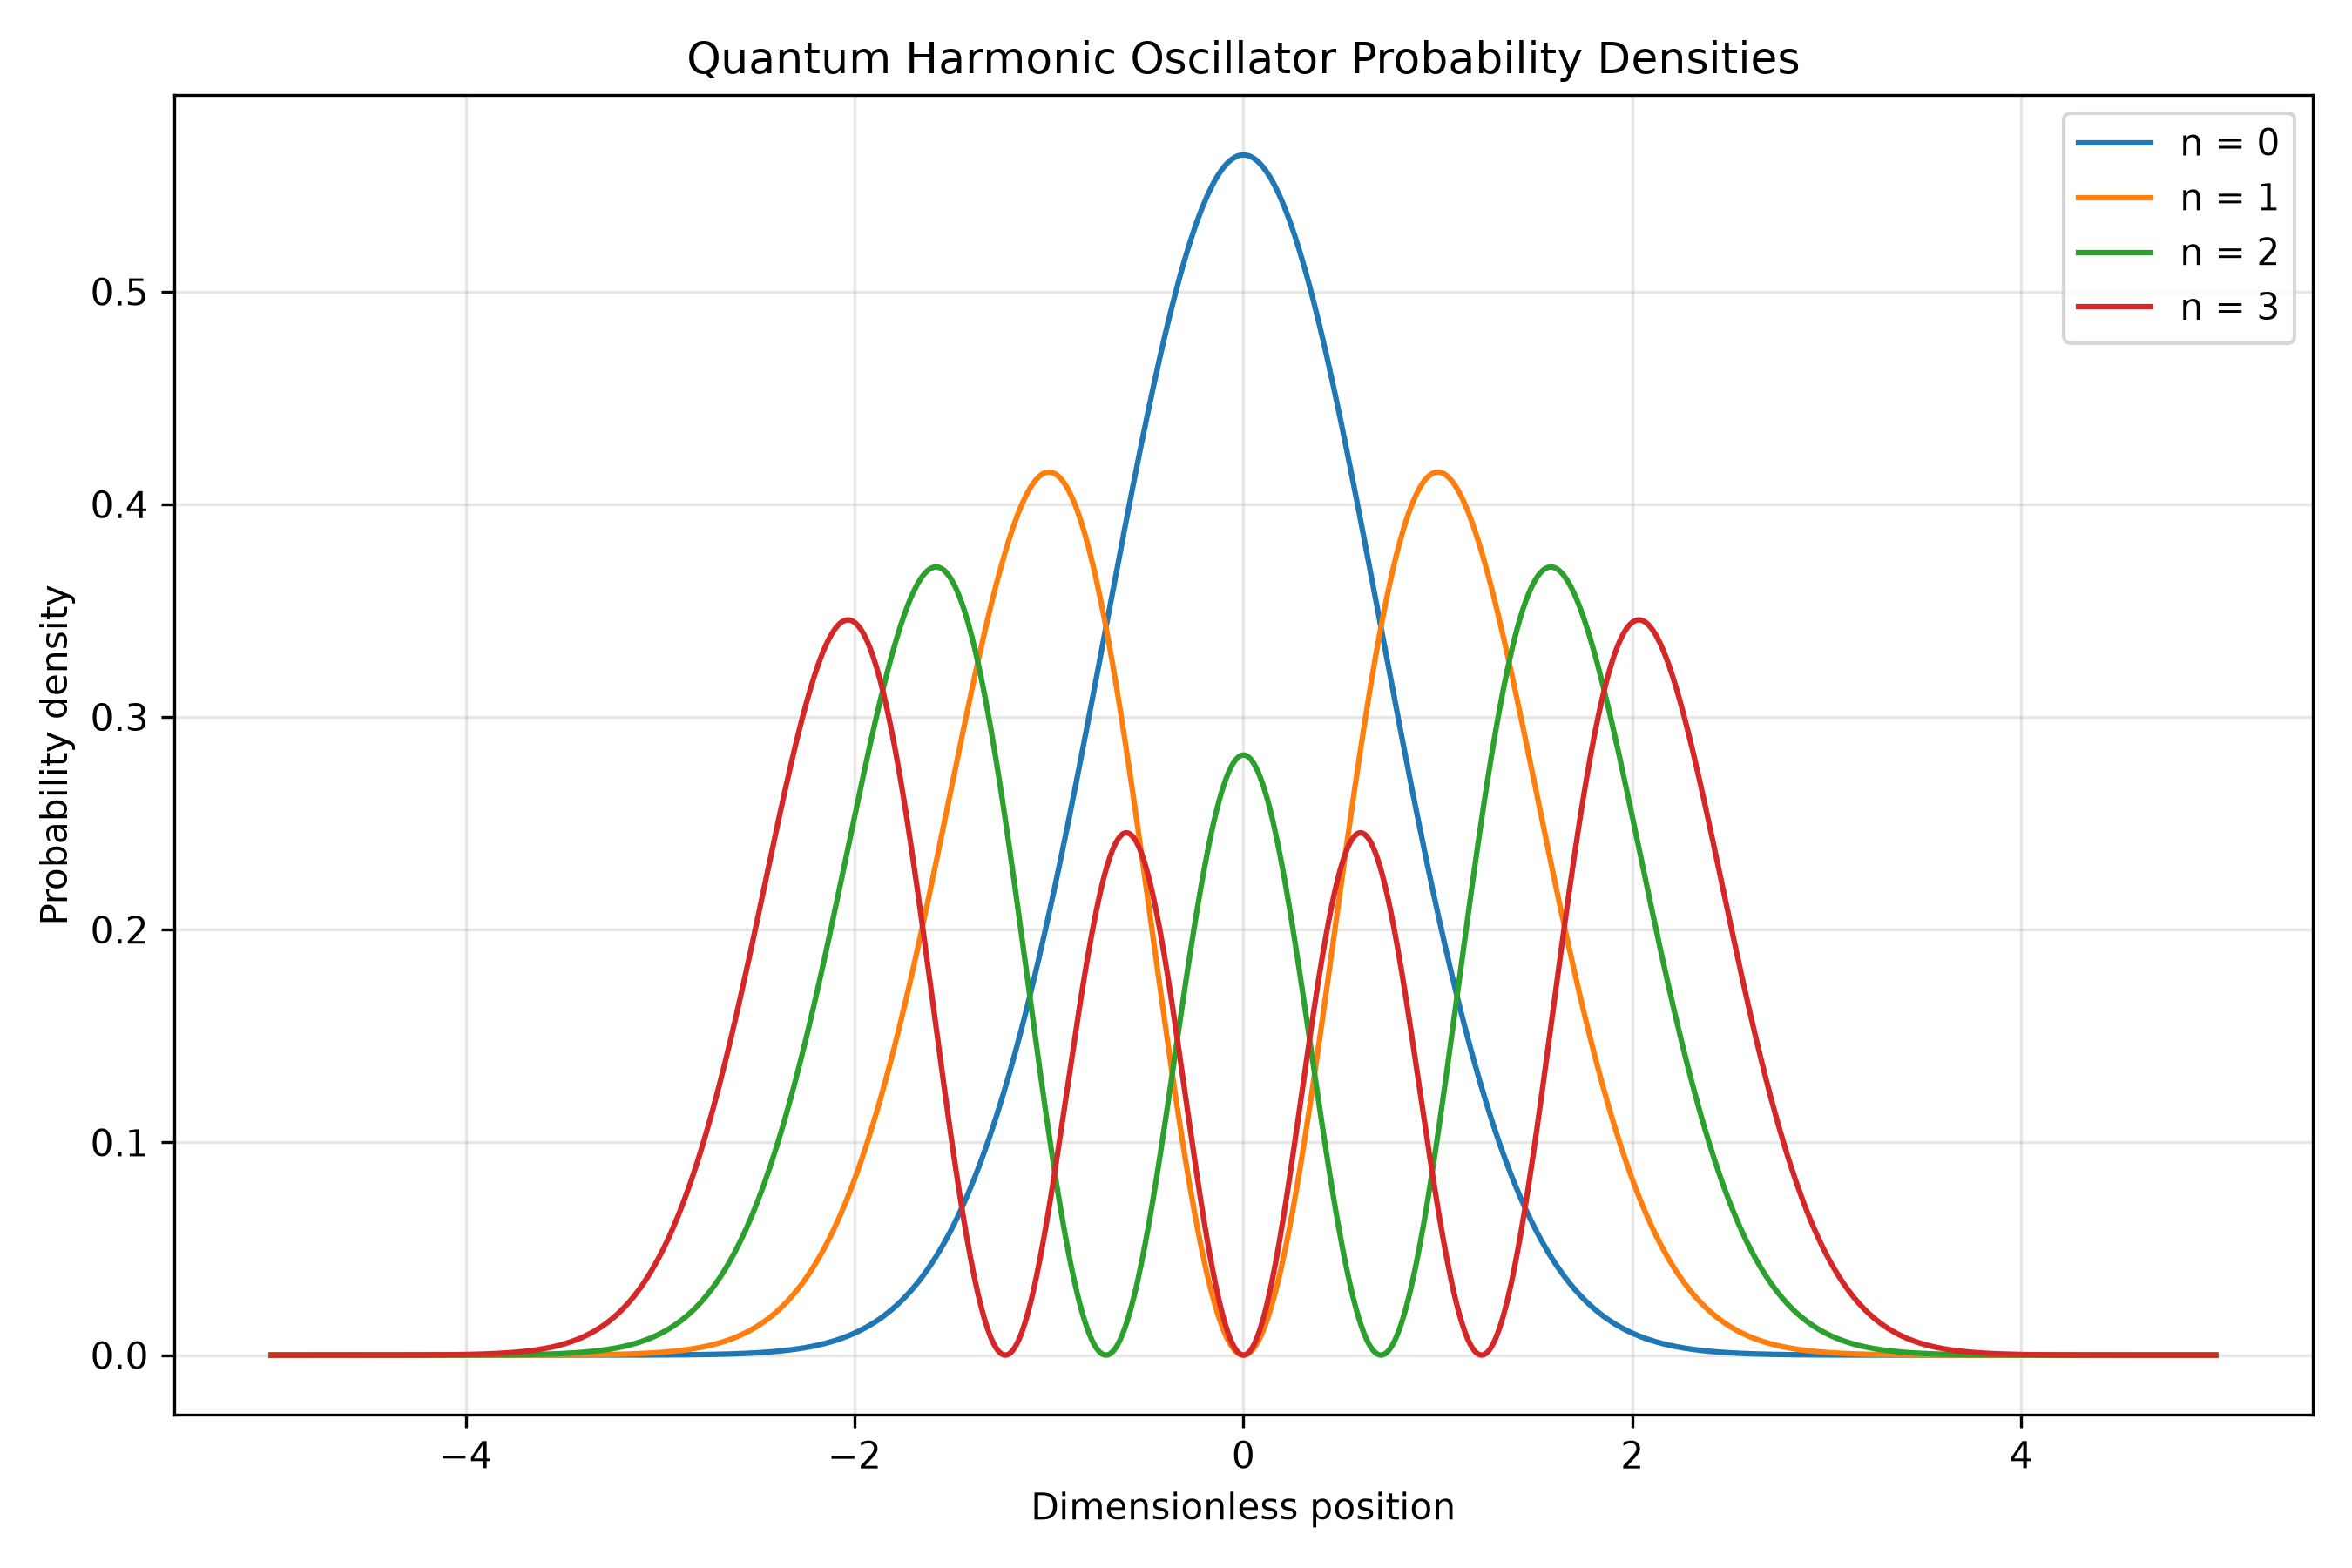 Quantum Harmonic Oscillator Probability Densities
n = 0
n = 1
n = 2
n = 3
Probability density
0.5
0.4
0.3
0.2
0.1
0.0
−4
−2
0
2
4
Dimensionless position